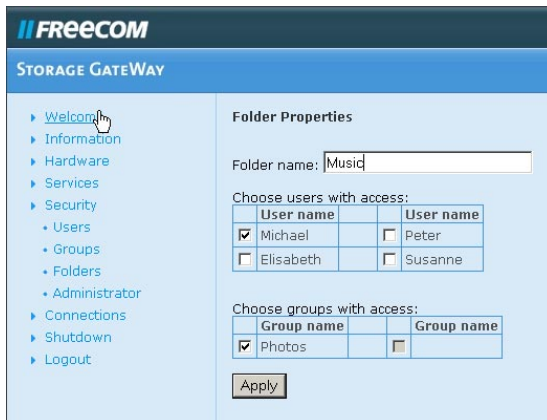 FREECOM
STORAGE GATEWAY
Welcom
Information
Hardware
Services
Security
Users
Groups
Folders
Administrator
Connections
Shutdown
Logout
Folder Properties
Folder name: Music
Choose users with access:
User name User name
Michael Peter
Elisabeth Susanne
Choose groups with access:
Group name Group name
Photos
Apply